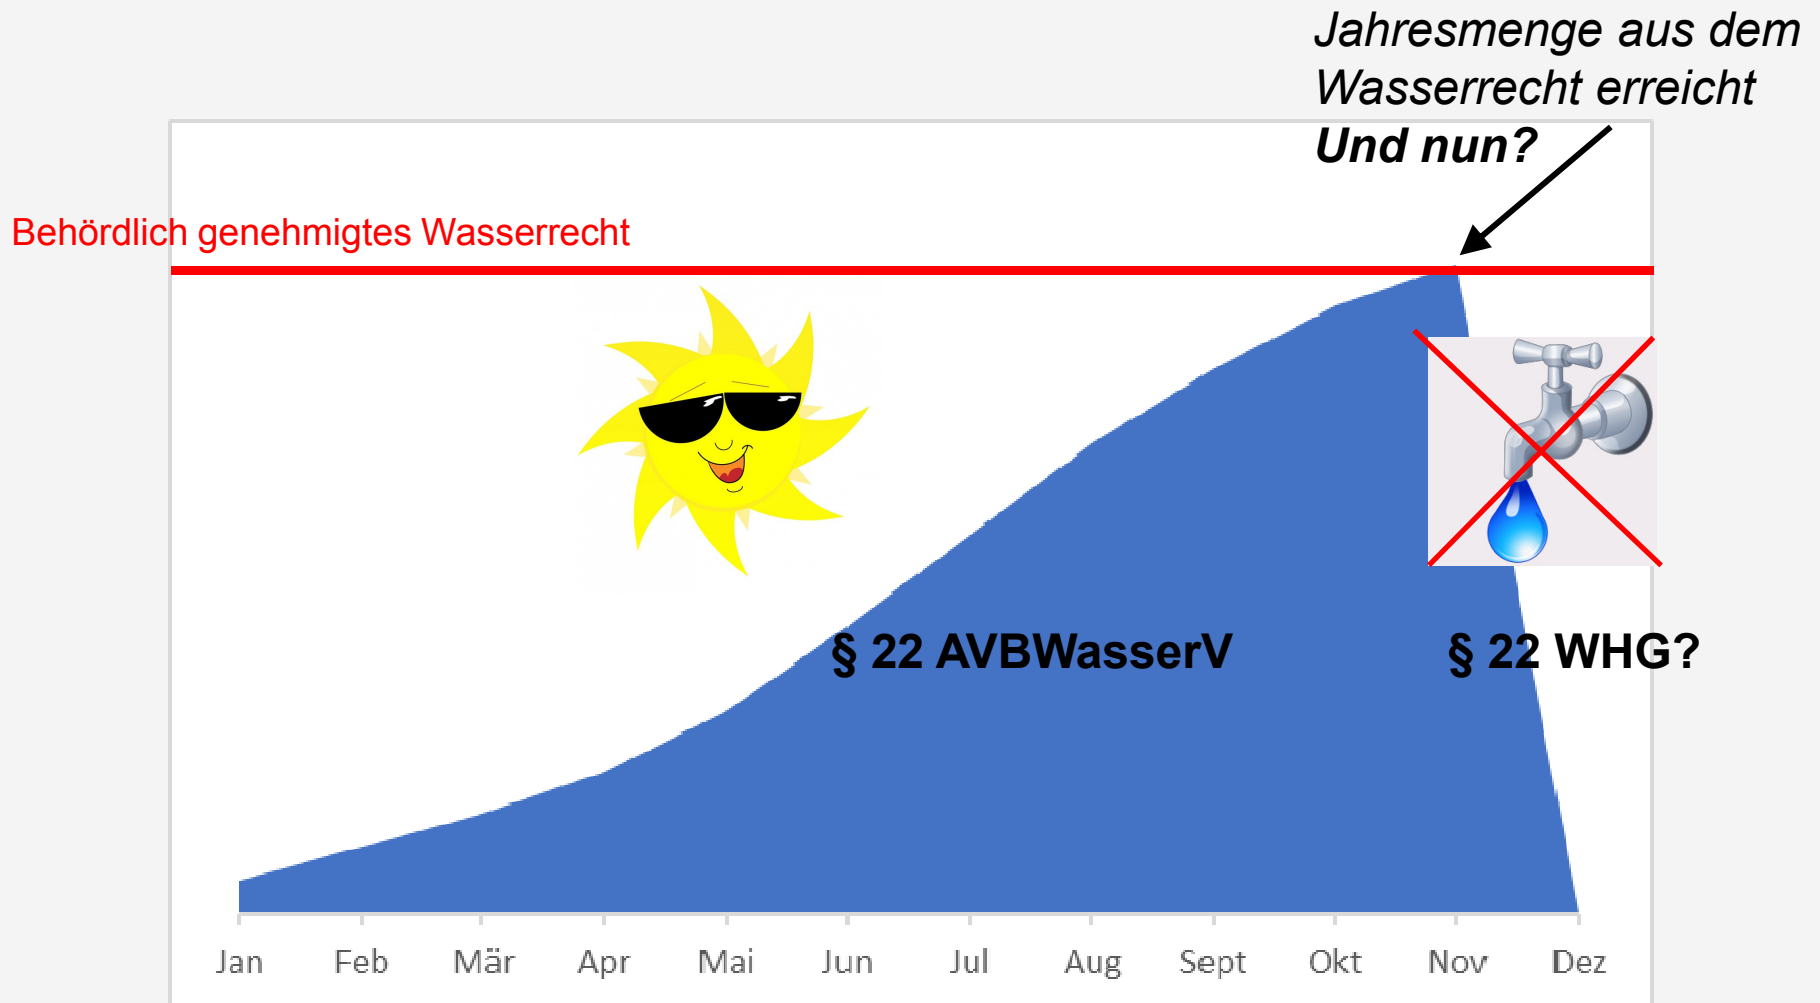 Jahresmenge aus dem
Wasserrecht erreicht
Und nun?
Behördlich genehmigtes Wasserrecht
§ 22 AVBWasserV
§ 22 WHG?
Jan Feb Mär Apr Mai Jun Jul Aug Sept Okt Nov Dez